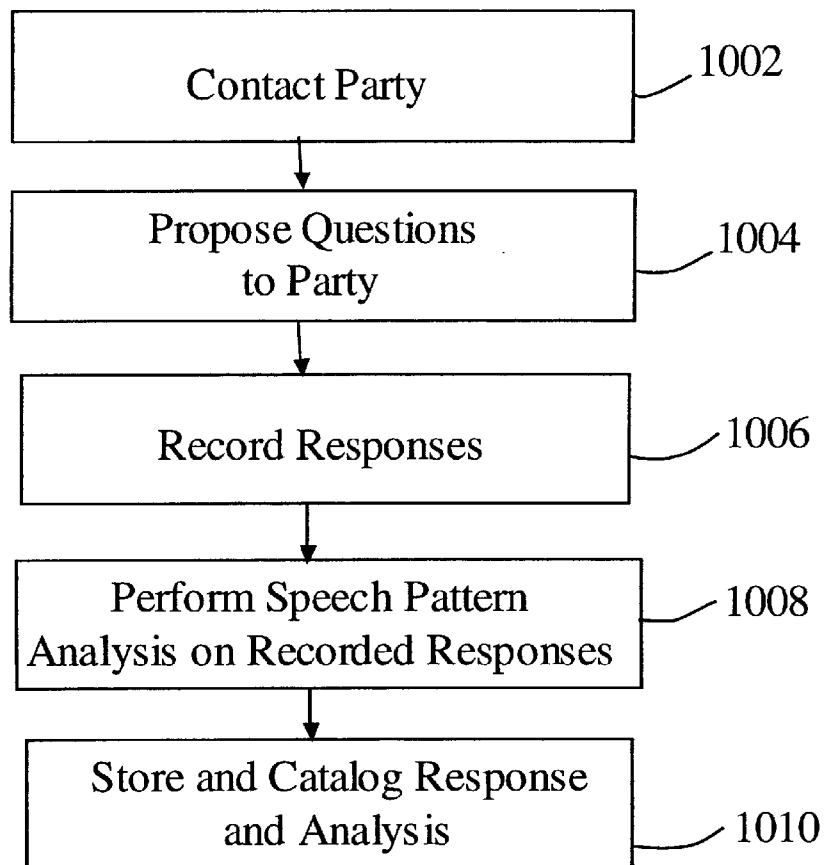 Contact Party
1002
Propose Questions
to Party
1004
Record Responses
1006
Perform Speech Pattern
Analysis on Recorded Responses
1008
Store and Catalog Response
and Analysis
1010